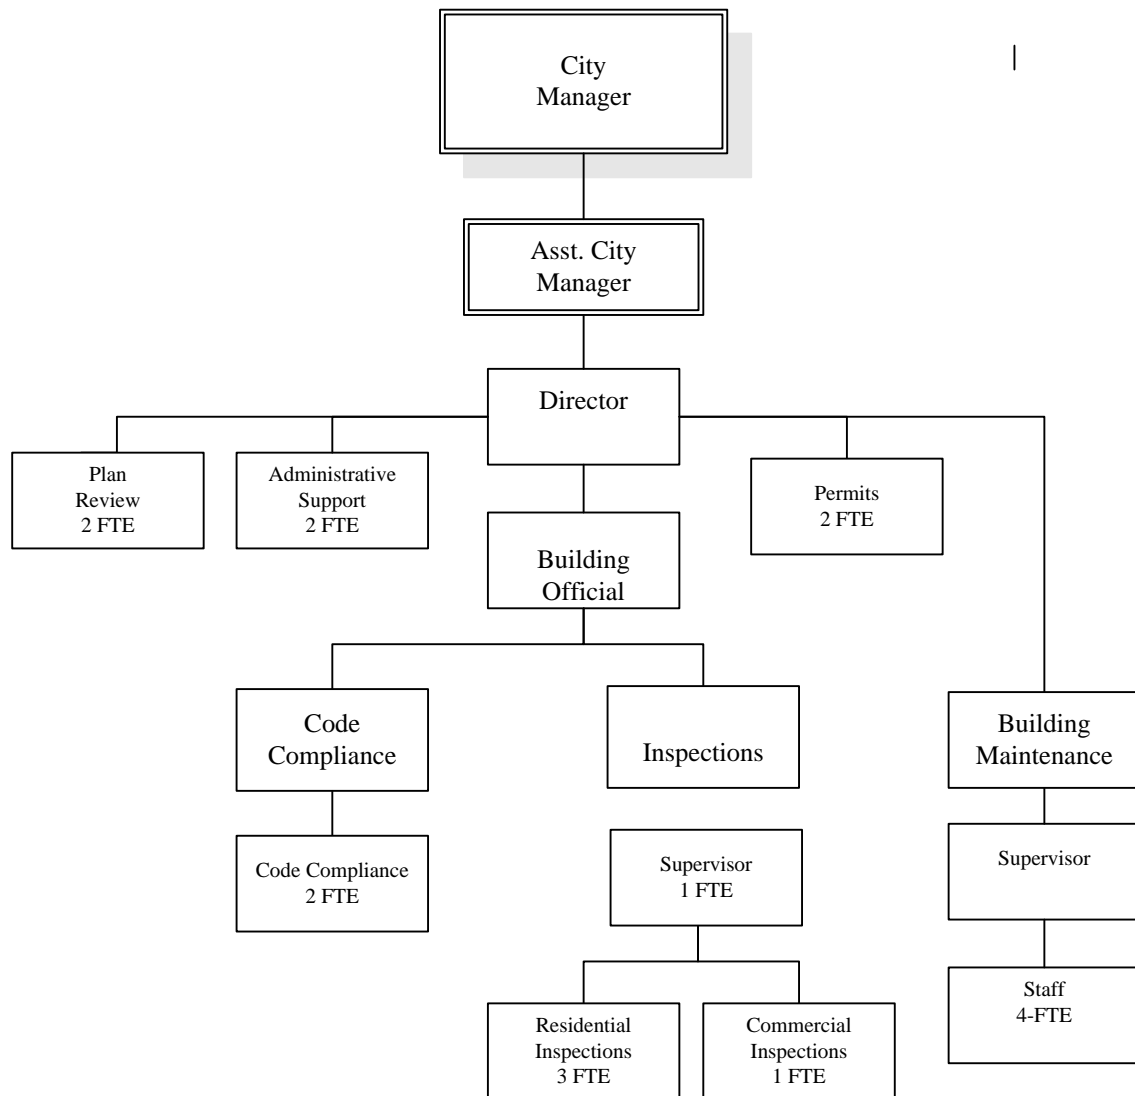 City
Manager
Asst. City
Manager
Director
Plan
Review
2 FTE
Administrative
Support
2 FTE
Permits
2 FTE
Building
Official
Code
Compliance
Inspections
Building
Maintenance
Code Compliance
2 FTE
Supervisor
1 FTE
Supervisor
Residential
Inspections
3 FTE
Commercial
Inspections
1 FTE
Staff
4-FTE